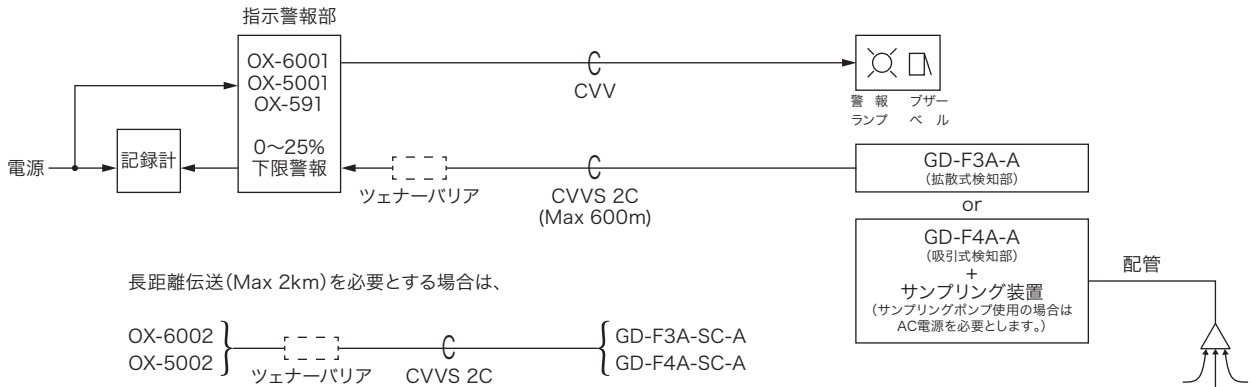 指示警報部
OX-6001
OX-5001
OX-591
0～25%
下限警報
電源
記録計
CVV
警 報
ランプ
ブザー
ベ ル
ツェナーバリア
CVVS 2C
(Max 600m)
GD-F3A-A
(拡散式検知部)
or
GD-F4A-A
(吸引式検知部)
+
サンプリング装置
(サンプリングポンプ使用の場合は
AC電源を必要とします。)
配管
長距離伝送(Max 2km)を必要とする場合は、
OX-6002
OX-5002
ツェナーバリア
CVVS 2C
GD-F3A-SC-A
GD-F4A-SC-A